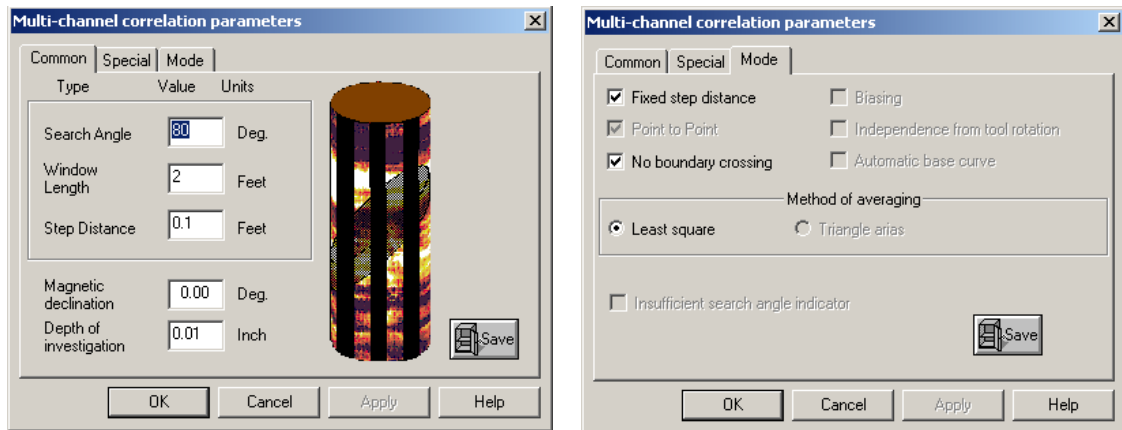 Multi-channel correlation parameters
Common Special Mode
Type Value Units
Search Angle 80 Deg.
Window
Length 2 Feet
Step Distance 0.1 Feet
Magnetic
declination 0.00 Deg.
Depth of
investigation 0.01 Inch
Save
OK Cancel Apply Help
Multi-channel correlation parameters
Common Special Mode
Fixed step distance Biasing
Point to Point Independence from tool rotation
No boundary crossing Automatic base curve
Method of averaging
Least square Triangle arias
Insufficient search angle indicator
Save
OK Cancel Apply Help